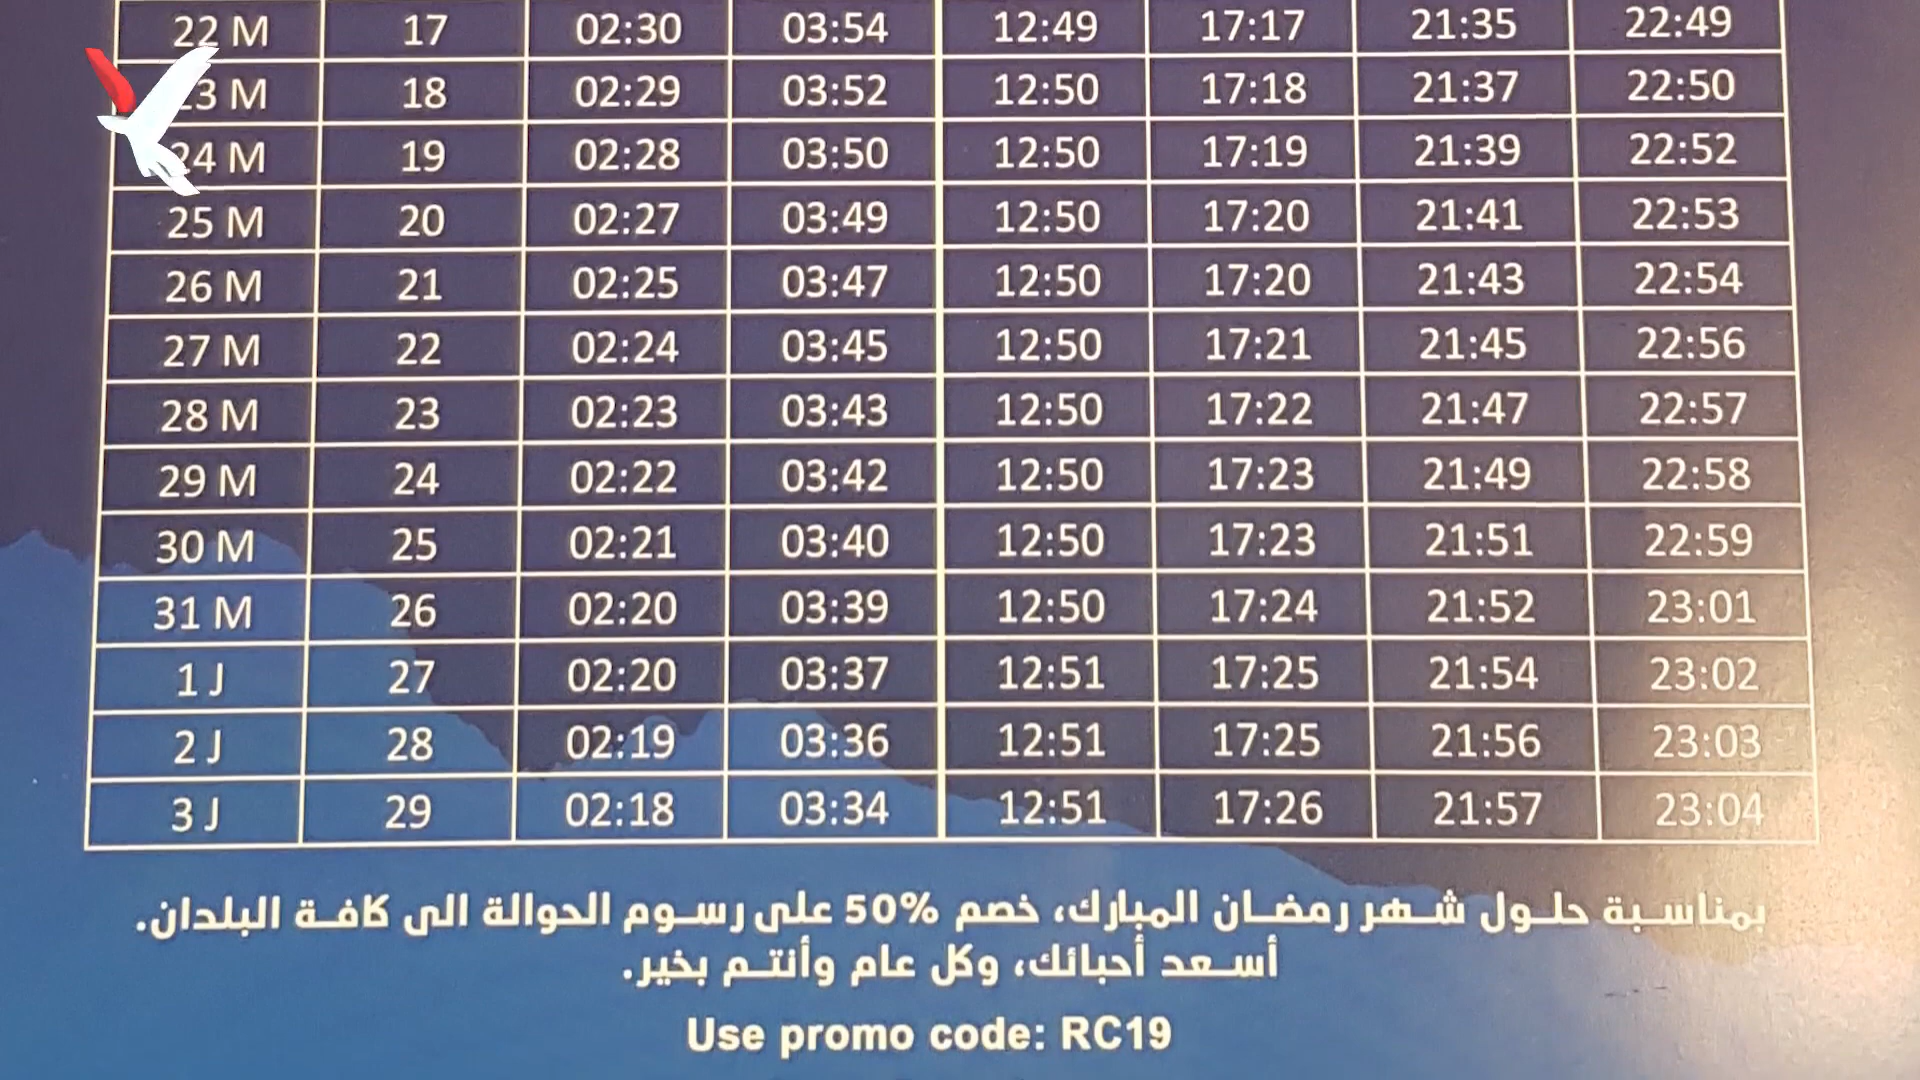 22 M 17 02:30 03:54 12:49 17:17 21:35 22:49
23 M 18 02:29 03:52 12:50 17:18 21:37 22:50
24 M 19 02:28 03:50 12:50 17:19 21:39 22:52
25 M 20 02:27 03:49 12:50 17:20 21:41 22:53
26 M 21 02:25 03:47 12:50 17:20 21:43 22:54
27 M 22 02:24 03:45 12:50 17:21 21:45 22:56
28 M 23 02:23 03:43 12:50 17:22 21:47 22:57
29 M 24 02:22 03:42 12:50 17:23 21:49 22:58
30 M 25 02:21 03:40 12:50 17:23 21:51 22:59
31 M 26 02:20 03:39 12:50 17:24 21:52 23:01
1 J 27 02:20 03:37 12:51 17:25 21:54 23:02
2 J 28 02:19 03:36 12:51 17:25 21:56 23:03
3 J 29 02:18 03:34 12:51 17:26 21:57 23:04
بمناسبة حلول شهر رمضان المبارك، خصم 50% على رسوم الحوالة الى كافة البلدان.
أسعد أحبائك، وكل عام وأنتم بخير.
Use promo code: RC19